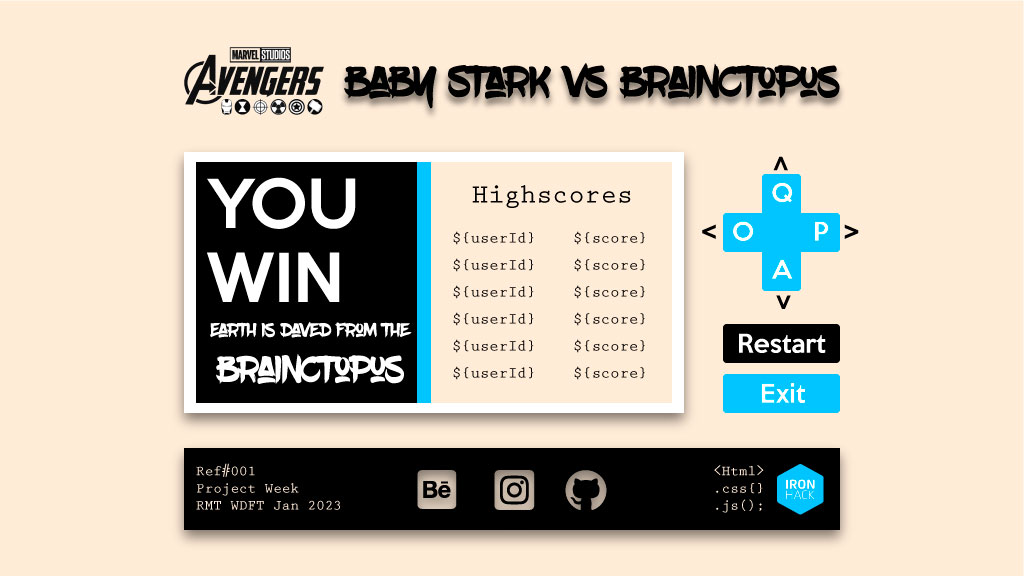 MARVEL STUDIOS
AVENGERS
BABY STARK VS BRAINCTOPUS
YOU
WIN
EARTH IS DAVED FROM THE
BRAINCTOPUS
Highscores
${userId} ${score}
${userId} ${score}
${userId} ${score}
${userId} ${score}
${userId} ${score}
${userId} ${score}
^
Q
< O P >
A
v
Restart
Exit
Ref#001
Project Week
RMT WDFT Jan 2023
Bē
<Html>
.css{}
.js();
IRON
HACK